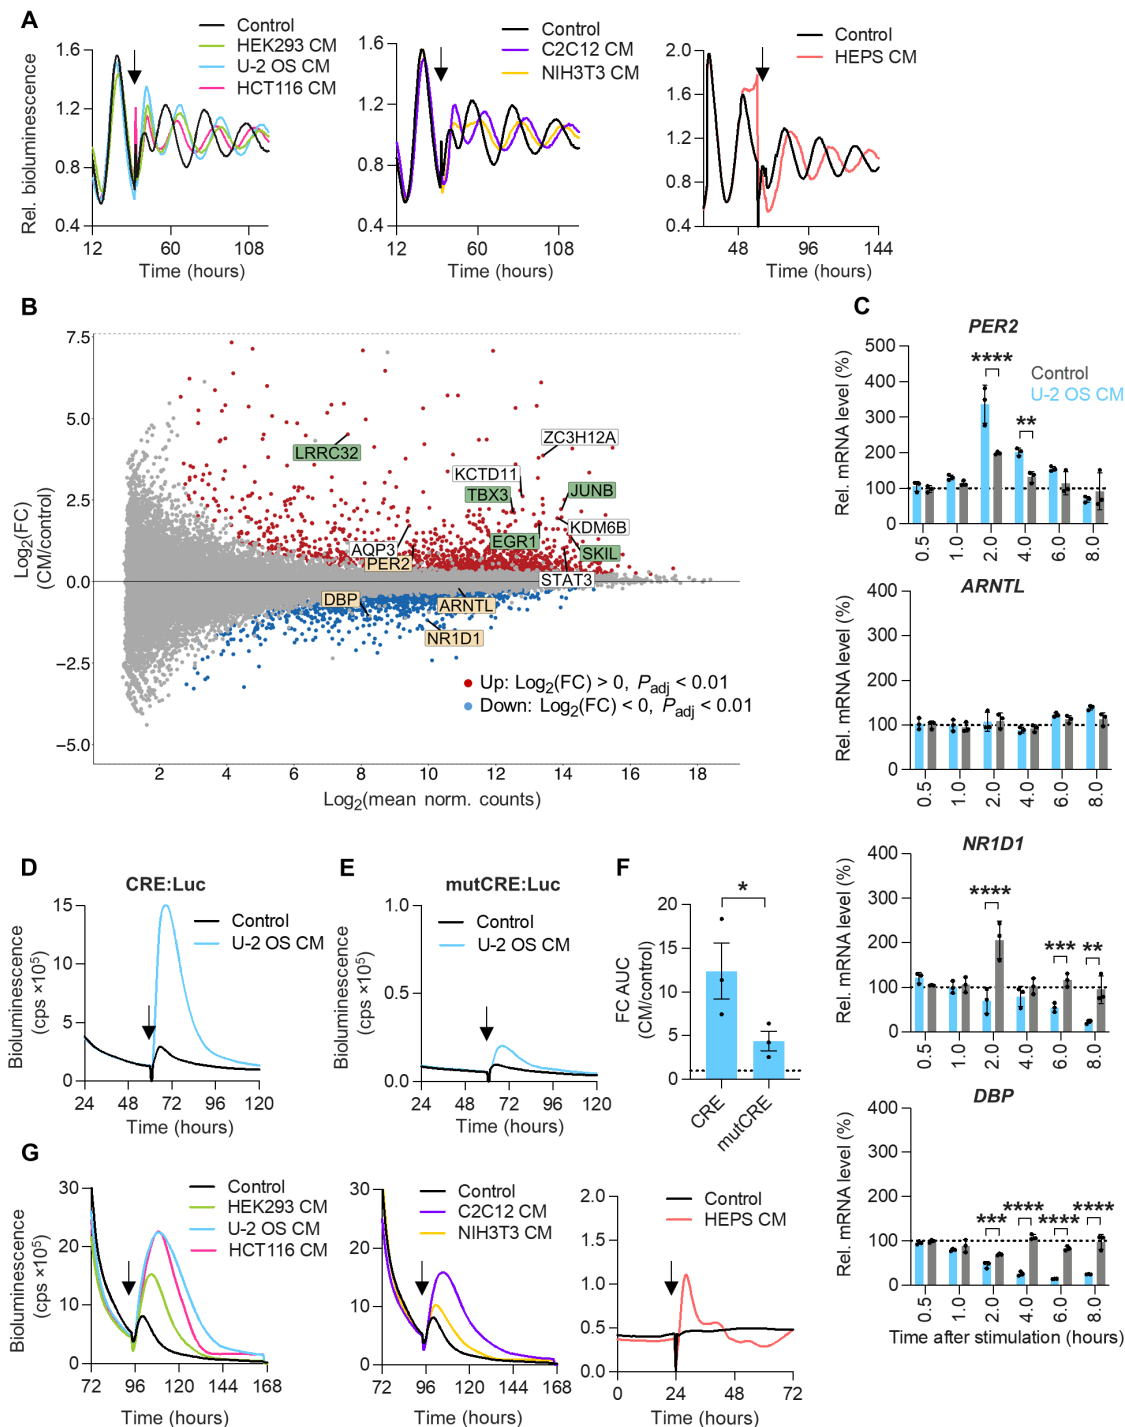 A
Control
HEK293 CM
U-2 OS CM
HCT116 CM
Rel. bioluminescence
1.6
1.2
0.8
0.4
12
60
108
Time (hours)
Control
C2C12 CM
NIH3T3 CM
1.6
1.2
0.8
0.4
12
60
108
Time (hours)
Control
HEPS CM
2.0
1.6
1.2
0.8
0.4
48
96
144
Time (hours)
B
Log2(FC)
(CM/control)
7.5
5.0
2.5
0.0
−2.5
−5.0
LRRC32
ZC3H12A
KCTD11
TBX3
JUNB
KDM6B
EGR1
SKIL
AQP3
PER2
STAT3
DBP
ARNTL
NR1D1
Up: Log2(FC) > 0, Padj < 0.01
Down: Log2(FC) < 0, Padj < 0.01
2
4
6
8
10
12
14
16
18
Log2(mean norm. counts)
C
PER2
Rel. mRNA level (%)
500
400
300
200
100
0
****
**
Control
U-2 OS CM
0.5
1.0
2.0
4.0
6.0
8.0
ARNTL
Rel. mRNA level (%)
400
300
200
100
0
0.5
1.0
2.0
4.0
6.0
8.0
NR1D1
Rel. mRNA level (%)
400
300
200
100
0
****
***
**
0.5
1.0
2.0
4.0
6.0
8.0
DBP
Rel. mRNA level (%)
400
300
200
100
0
***
****
****
****
0.5
1.0
2.0
4.0
6.0
8.0
Time after stimulation (hours)
D
CRE:Luc
Control
U-2 OS CM
Bioluminescence
(cps ×10⁵)
15
10
5
0
24
48
72
96
120
Time (hours)
E
mutCRE:Luc
Control
U-2 OS CM
Bioluminescence
(cps ×10⁵)
1.0
0.5
0.0
24
48
72
96
120
Time (hours)
F
FC AUC
(CM/control)
20
15
10
5
0
*
CRE
mutCRE
G
Control
HEK293 CM
U-2 OS CM
HCT116 CM
Bioluminescence
(cps ×10⁵)
30
20
10
0
72
96
120
144
168
Time (hours)
Control
C2C12 CM
NIH3T3 CM
30
20
10
0
72
96
120
144
168
Time (hours)
Control
HEPS CM
2.0
1.5
1.0
0.5
0.0
0
24
48
72
Time (hours)